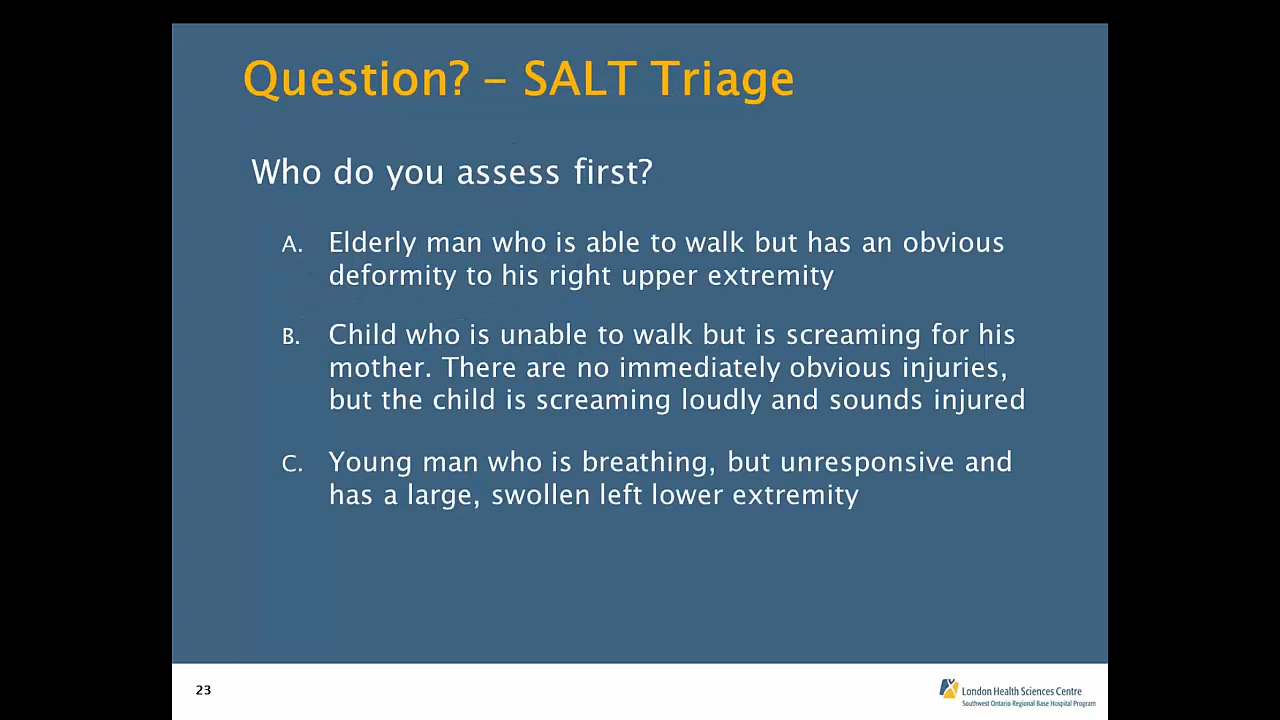 Question? – SALT Triage
Who do you assess first?
A. Elderly man who is able to walk but has an obvious
deformity to his right upper extremity
B. Child who is unable to walk but is screaming for his
mother. There are no immediately obvious injuries,
but the child is screaming loudly and sounds injured
C. Young man who is breathing, but unresponsive and
has a large, swollen left lower extremity
23
London Health Sciences Centre
Southwest Ontario Regional Base Hospital Program